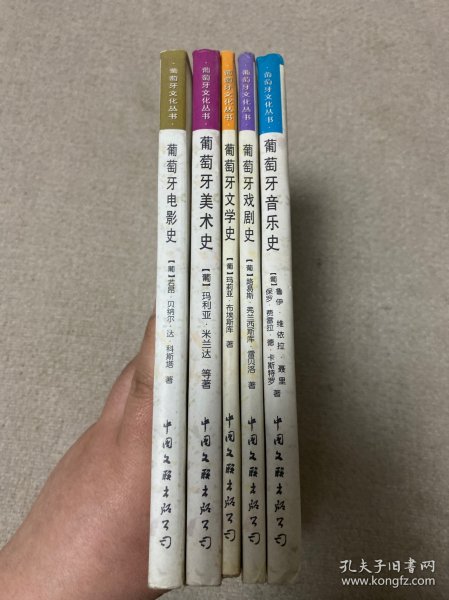 ·葡萄牙文化丛书·
葡萄牙电影史
【葡】若昂·贝纳尔·达·科斯塔 著
中国文联出版公司
·葡萄牙文化丛书·
葡萄牙美术史
【葡】玛利亚·米兰达 等著
中国文联出版公司
·葡萄牙文化丛书·
葡萄牙文学史
【葡】玛莉亚·布埃斯库 著
中国文联出版公司
·葡萄牙文化丛书·
葡萄牙戏剧史
【葡】路易斯·弗兰西斯库·雷贝洛 著
中国文联出版公司
·葡萄牙文化丛书·
葡萄牙音乐史
【葡】鲁伊·维依拉·聂里
保罗·费雷拉·德·卡斯特罗 著
中国文联出版公司
孔夫子旧书网
www.kongfz.com